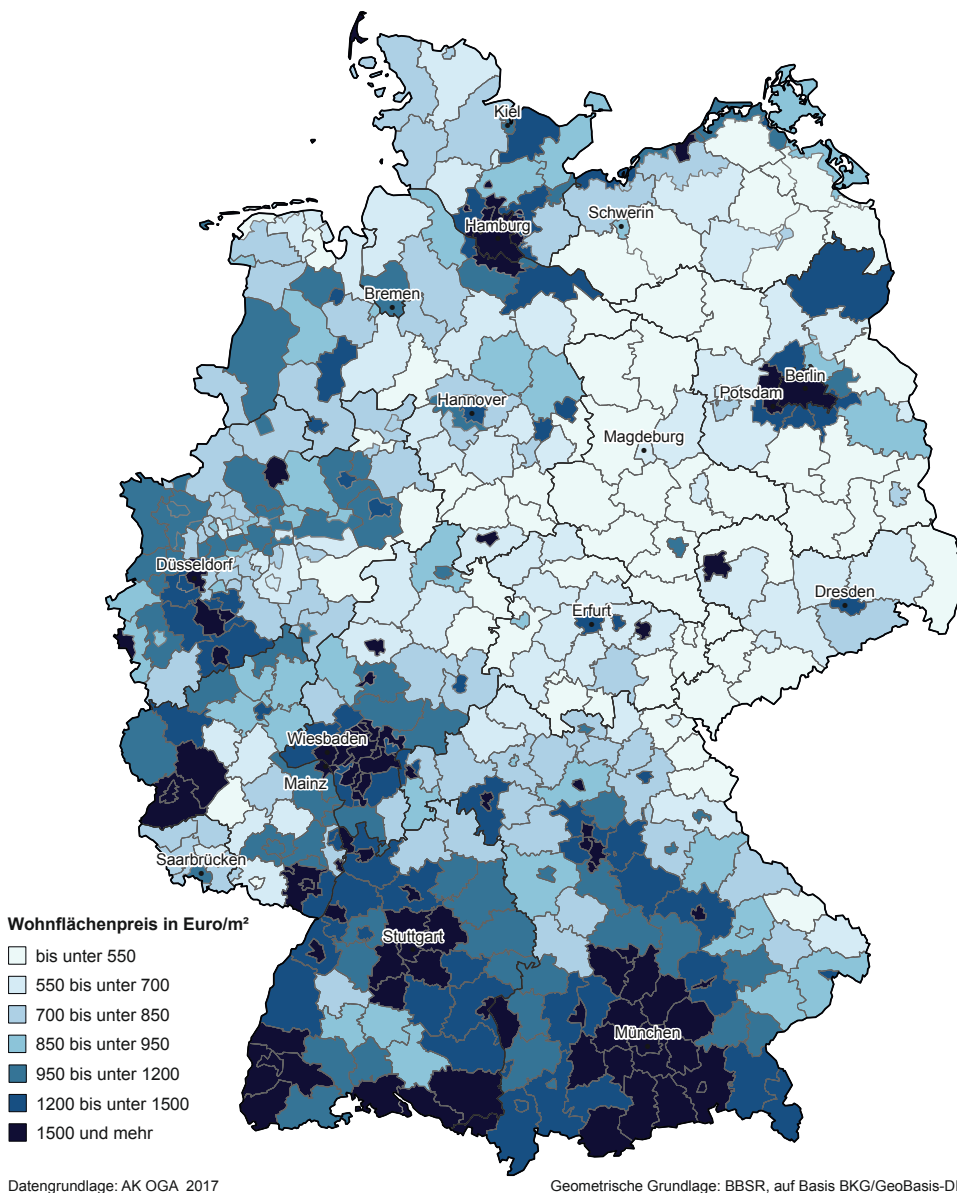 Kiel
Schwerin
Hamburg
Bremen
Berlin
Potsdam
Hannover
Magdeburg
Düsseldorf
Dresden
Erfurt
Wiesbaden
Mainz
Saarbrücken
Stuttgart
München
Wohnflächenpreis in Euro/m²
bis unter 550
550 bis unter 700
700 bis unter 850
850 bis unter 950
950 bis unter 1200
1200 bis unter 1500
1500 und mehr
Datengrundlage: AK OGA 2017
Geometrische Grundlage: BBSR, auf Basis BKG/GeoBasis-DE